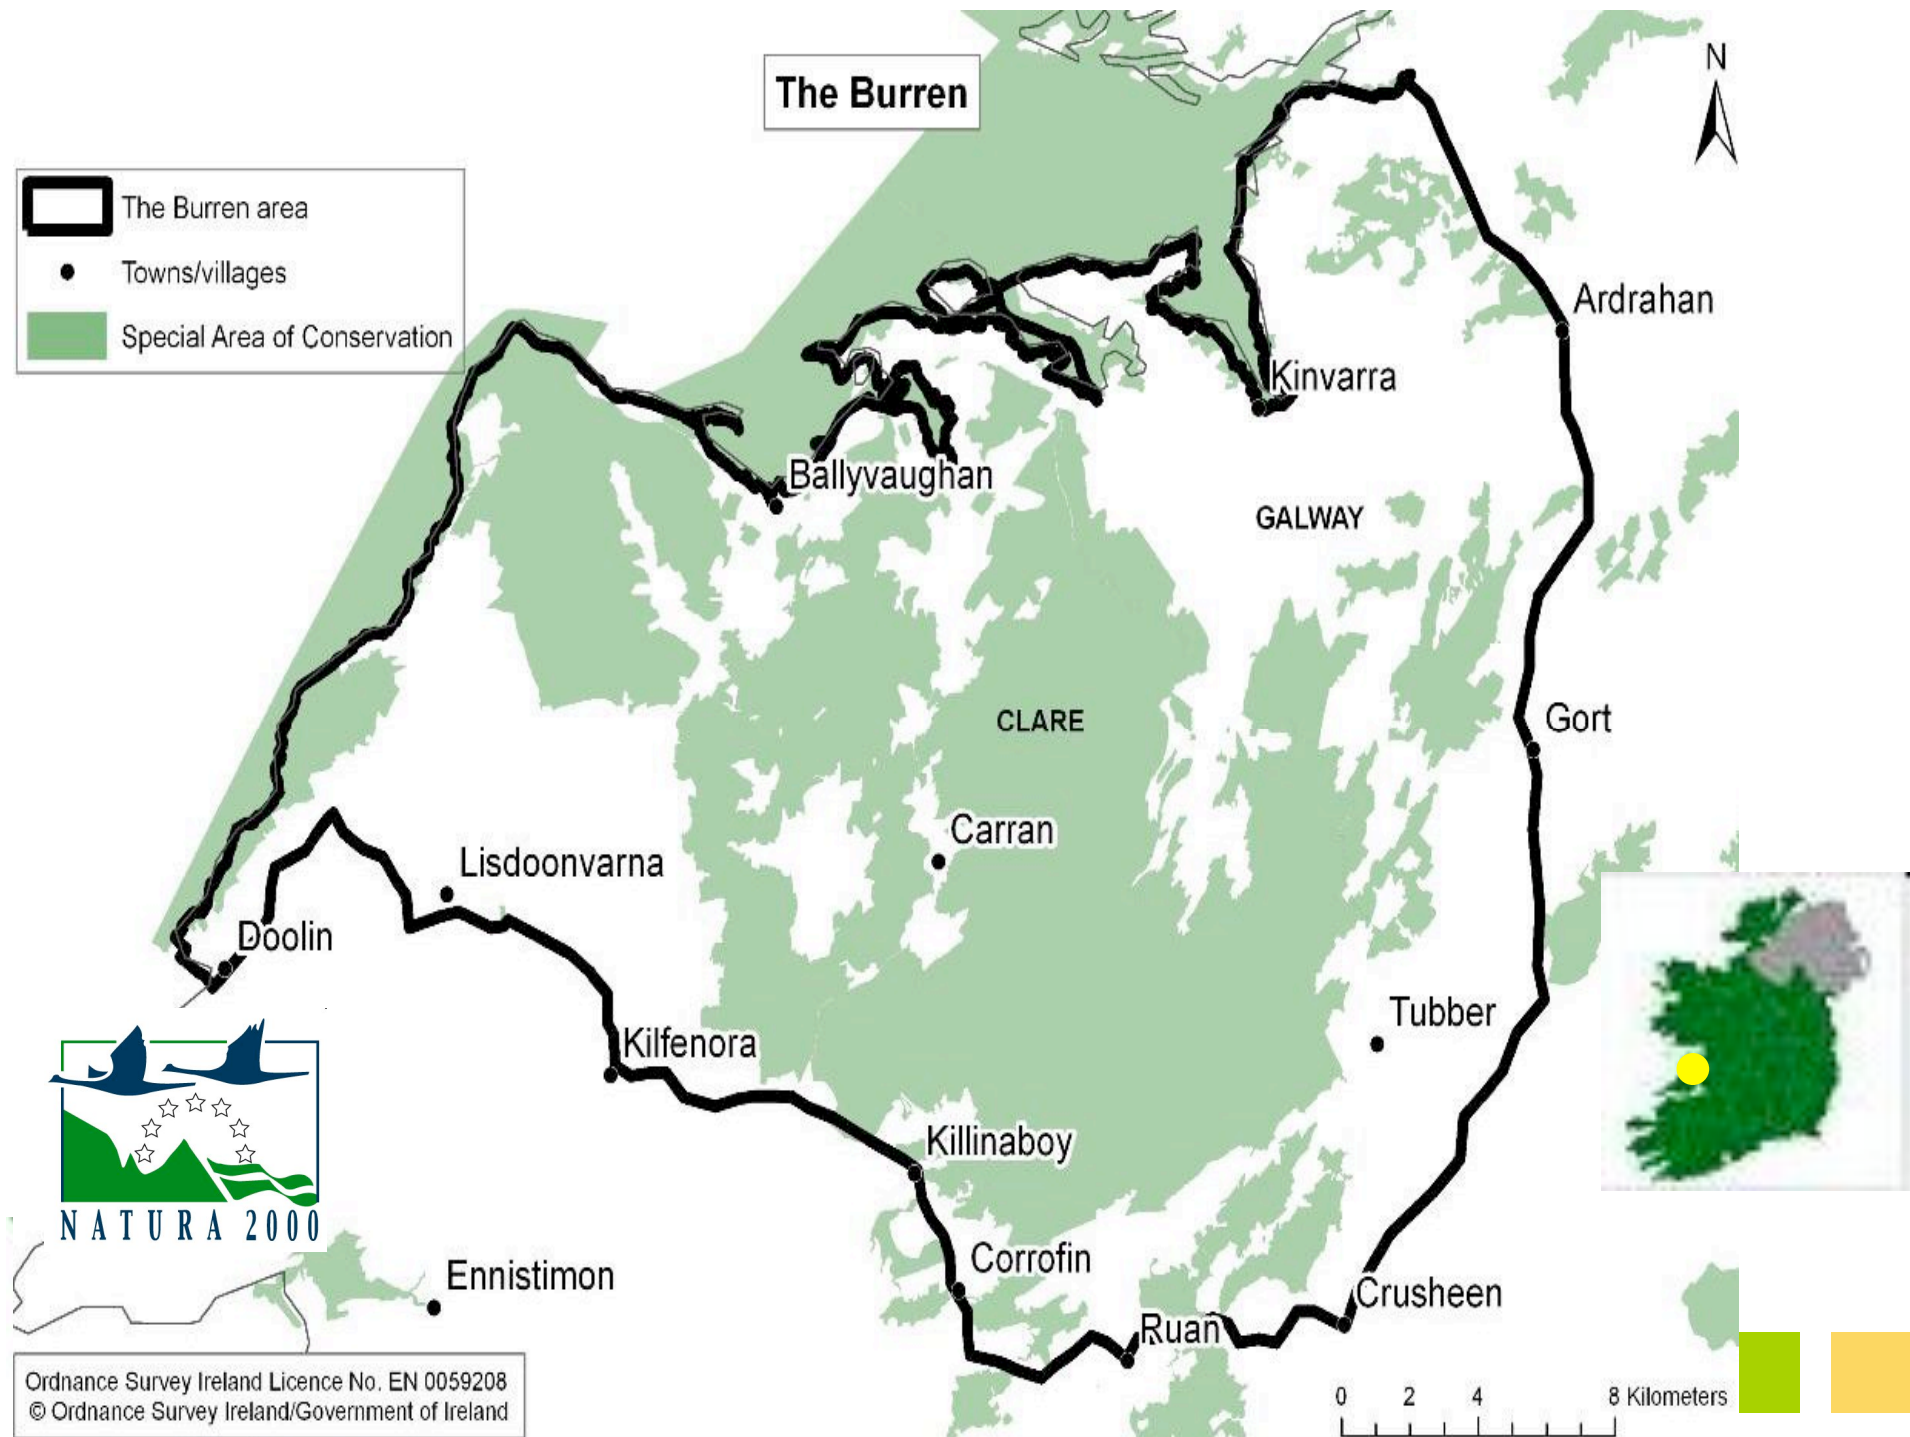 The Burren
N
The Burren area
Towns/villages
Special Area of Conservation
Ardrahan
Kinvarra
Ballyvaughan
GALWAY
CLARE
Gort
Carran
Lisdoonvarna
Doolin
Tubber
Kilfenora
Killinaboy
NATURA 2000
Corrofin
Ennistimon
Crusheen
Ruan
Ordnance Survey Ireland Licence No. EN 0059208
© Ordnance Survey Ireland/Government of Ireland
0 2 4 8 Kilometers